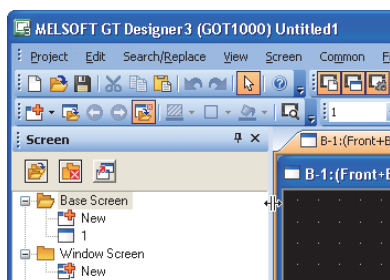 MELSOFT GT Designer3 (GOT1000) Untitled1
Project Edit Search/Replace View Screen Common
1
Screen
B-1:(Front+B
B-1:(Front+B
Base Screen
New
1
Window Screen
New